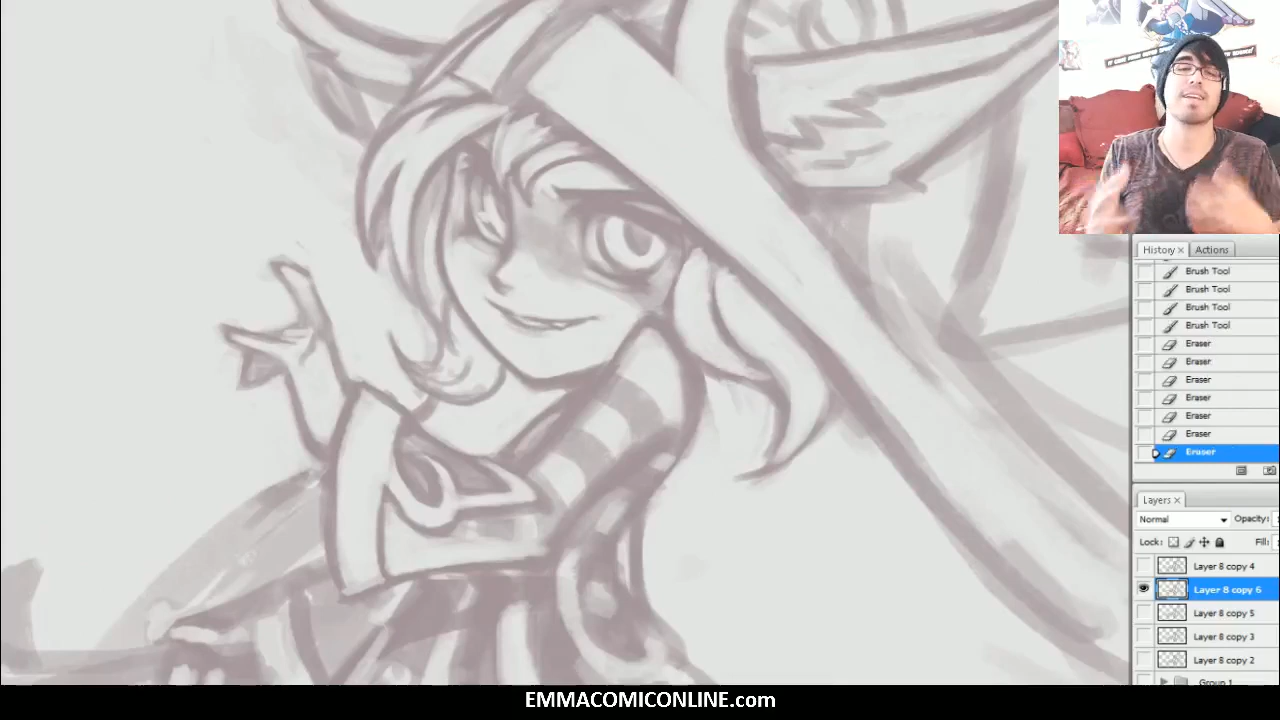 History ×
Actions
Brush Tool
Brush Tool
Brush Tool
Brush Tool
Eraser
Eraser
Eraser
Eraser
Eraser
Eraser
Eraser
Layers ×
Normal
Opacity:
Lock:
Fill:
Layer 8 copy 4
Layer 8 copy 6
Layer 8 copy 5
Layer 8 copy 3
Layer 8 copy 2
Group 1
EMMACOMICONLINE.com